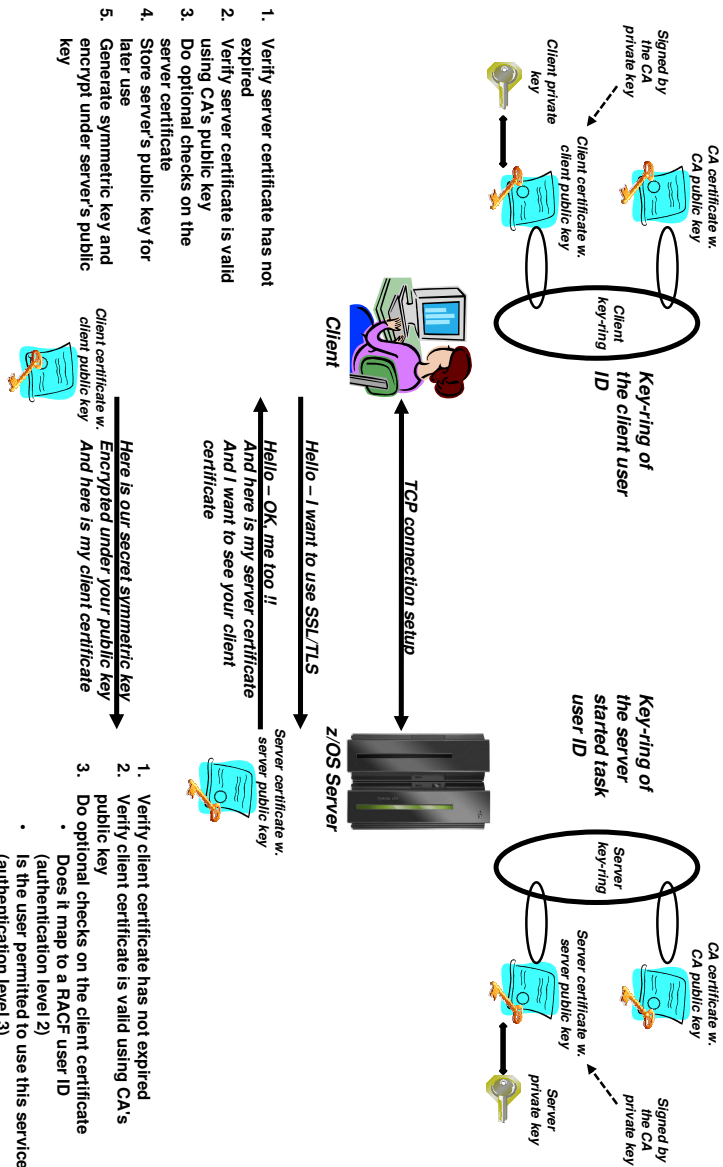 Signed by
the CA
private key
Client private
key
CA certificate w.
CA public key
Client certificate w.
client public key
Client
key-ring
Key-ring of
the client user
ID
Key-ring of
the server
started task
user ID
Server
key-ring
CA certificate w.
CA public key
Server certificate w.
server public key
Signed by
the CA
private key
Server
private key
Client
TCP connection setup
z/OS Server
Hello – I want to use SSL/TLS
Hello – OK, me too !!
And here is my server certificate
And I want to see your client
certificate
Server certificate w.
server public key
1. Verify server certificate has not
expired
2. Verify server certificate is valid
using CA's public key
3. Do optional checks on the
server certificate
4. Store server's public key for
later use
5. Generate symmetric key and
encrypt under server's public
key
Client certificate w.
client public key
Here is our secret symmetric key
Encrypted under your public key
And here is my client certificate
1. Verify client certificate has not expired
2. Verify client certificate is valid using CA's
public key
3. Do optional checks on the client certificate
• Does it map to a RACF user ID
(authentication level 2)
• Is the user permitted to use this service
(authentication level 3)